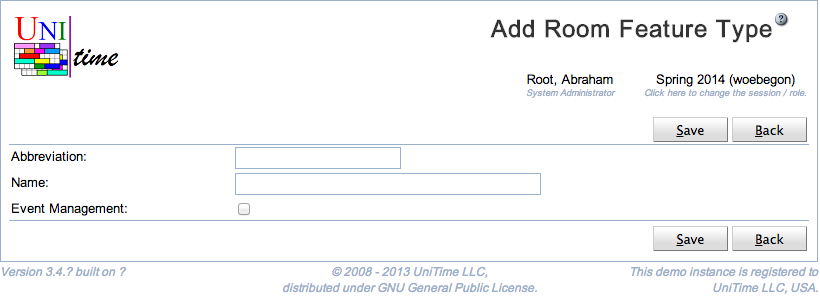 UNI time
Add Room Feature Type ?
Root, Abraham Spring 2014 (woebegon)
System Administrator Click here to change the session / role.
Save Back
Abbreviation:
Name:
Event Management:
Save Back
Version 3.4.? built on ? © 2008 - 2013 UniTime LLC, This demo instance is registered to
distributed under GNU General Public License. UniTime LLC, USA.